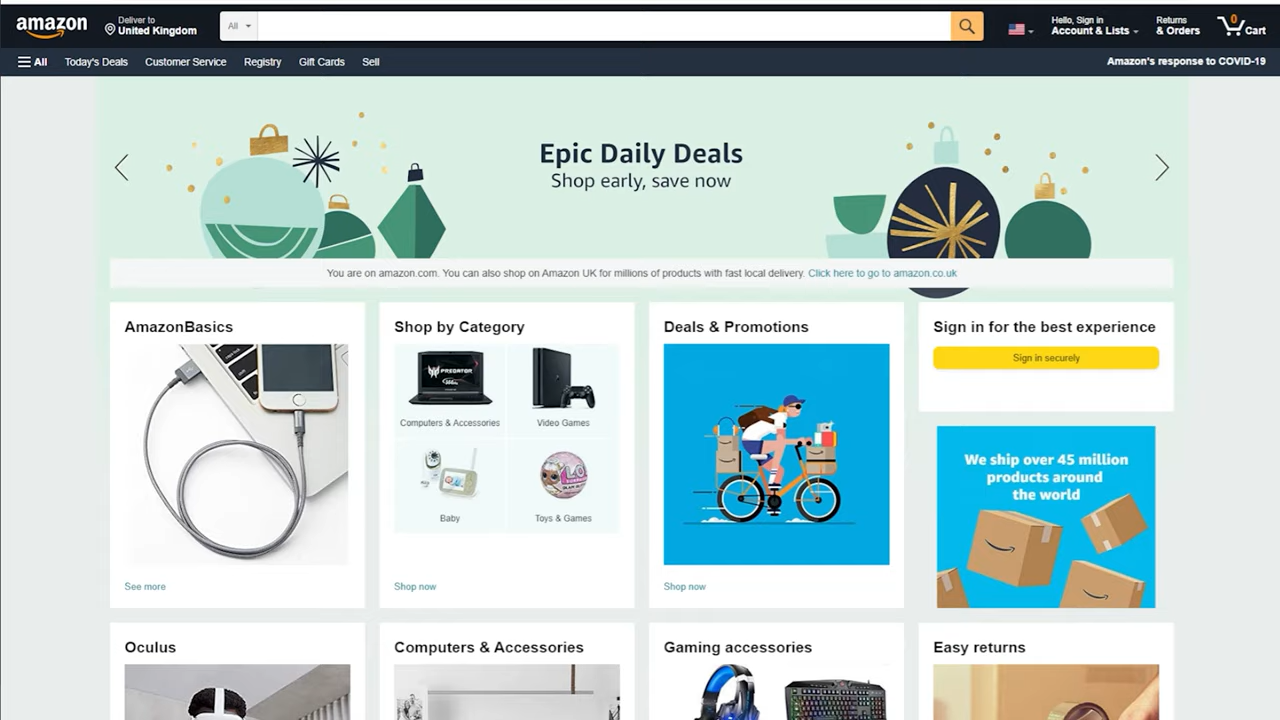 amazon
Deliver to
United Kingdom
All
Hello, Sign in
Account & Lists
Returns
& Orders
0
Cart
All
Today's Deals
Customer Service
Registry
Gift Cards
Sell
Amazon's response to COVID-19
Epic Daily Deals
Shop early, save now
You are on amazon.com. You can also shop on Amazon UK for millions of products with fast local delivery. Click here to go to amazon.co.uk
AmazonBasics
See more
Shop by Category
PREDATOR
Computers & Accessories
Video Games
Baby
Toys & Games
Shop now
Deals & Promotions
Shop now
Sign in for the best experience
Sign in securely
We ship over 45 million
products around
the world
Oculus
Computers & Accessories
Gaming accessories
Easy returns